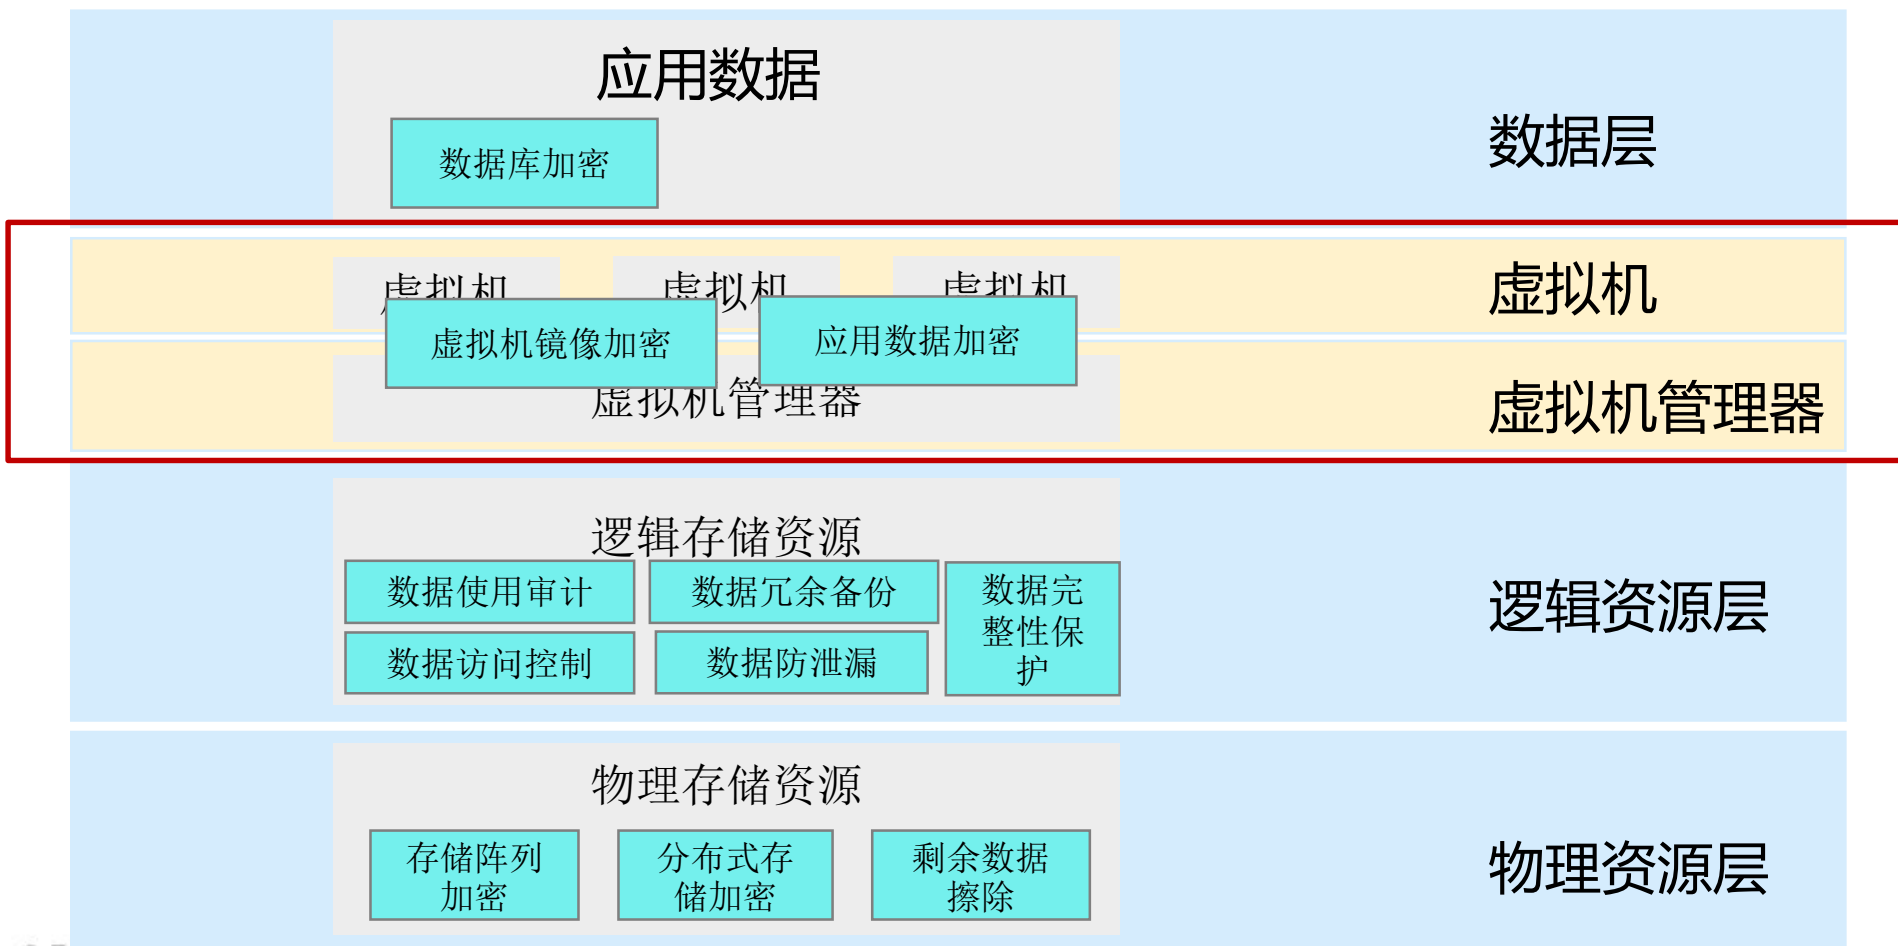 应用数据
数据库加密
数据层
虚拟机
虚拟机
虚拟机
虚拟机
虚拟机镜像加密
应用数据加密
虚拟机管理器
虚拟机管理器
逻辑存储资源
数据使用审计
数据冗余备份
数据完
整性保
护
数据访问控制
数据防泄漏
逻辑资源层
物理存储资源
存储阵列
加密
分布式存
储加密
剩余数据
擦除
物理资源层